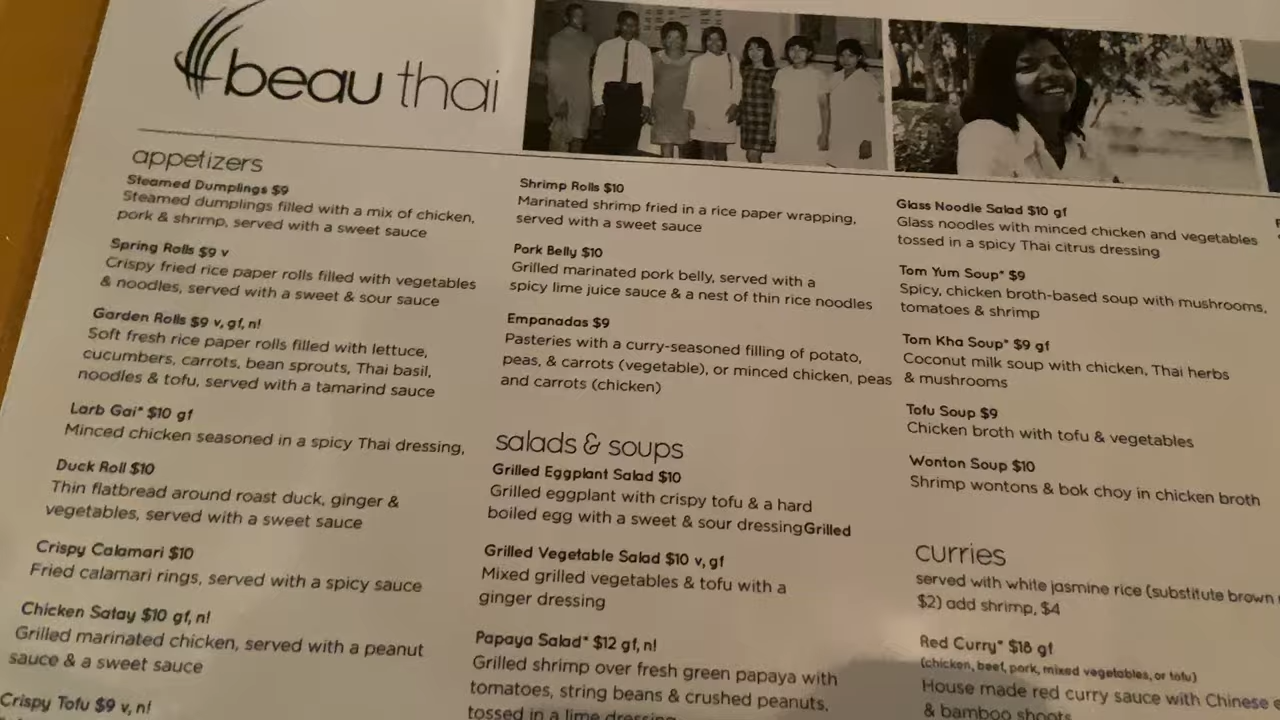 beau thai
appetizers
Steamed Dumplings $9
Steamed dumplings filled with a mix of chicken,
pork & shrimp, served with a sweet sauce
Spring Rolls $9 v
Crispy fried rice paper rolls filled with vegetables
& noodles, served with a sweet & sour sauce
Garden Rolls $9 v, gf, n!
Soft fresh rice paper rolls filled with lettuce,
cucumbers, carrots, bean sprouts, Thai basil,
noodles & tofu, served with a tamarind sauce
Larb Gai* $10 gf
Minced chicken seasoned in a spicy Thai dressing,
Duck Roll $10
Thin flatbread around roast duck, ginger &
vegetables, served with a sweet sauce
Crispy Calamari $10
Fried calamari rings, served with a spicy sauce
Chicken Satay $10 gf, n!
Grilled marinated chicken, served with a peanut
sauce & a sweet sauce
Crispy Tofu $9 v, n!
Shrimp Rolls $10
Marinated shrimp fried in a rice paper wrapping,
served with a sweet sauce
Pork Belly $10
Grilled marinated pork belly, served with a
spicy lime juice sauce & a nest of thin rice noodles
Empanadas $9
Pasteries with a curry-seasoned filling of potato,
peas, & carrots (vegetable), or minced chicken, peas
and carrots (chicken)
salads & soups
Grilled Eggplant Salad $10
Grilled eggplant with crispy tofu & a hard
boiled egg with a sweet & sour dressingGrilled
Grilled Vegetable Salad $10 v, gf
Mixed grilled vegetables & tofu with a
ginger dressing
Papaya Salad* $12 gf, n!
Grilled shrimp over fresh green papaya with
tomatoes, string beans & crushed peanuts,
tossed in a lime dressing
Glass Noodle Salad $10 gf
Glass noodles with minced chicken and vegetables
tossed in a spicy Thai citrus dressing
Tom Yum Soup* $9
Spicy, chicken broth-based soup with mushrooms,
tomatoes & shrimp
Tom Kha Soup* $9 gf
Coconut milk soup with chicken, Thai herbs
& mushrooms
Tofu Soup $9
Chicken broth with tofu & vegetables
Wonton Soup $10
Shrimp wontons & bok choy in chicken broth
curries
served with white jasmine rice (substitute brown
$2) add shrimp, $4
Red Curry* $18 gf
(chicken, beef, pork, mixed vegetables, or tofu)
House made red curry sauce with Chinese
& bamboo shoots